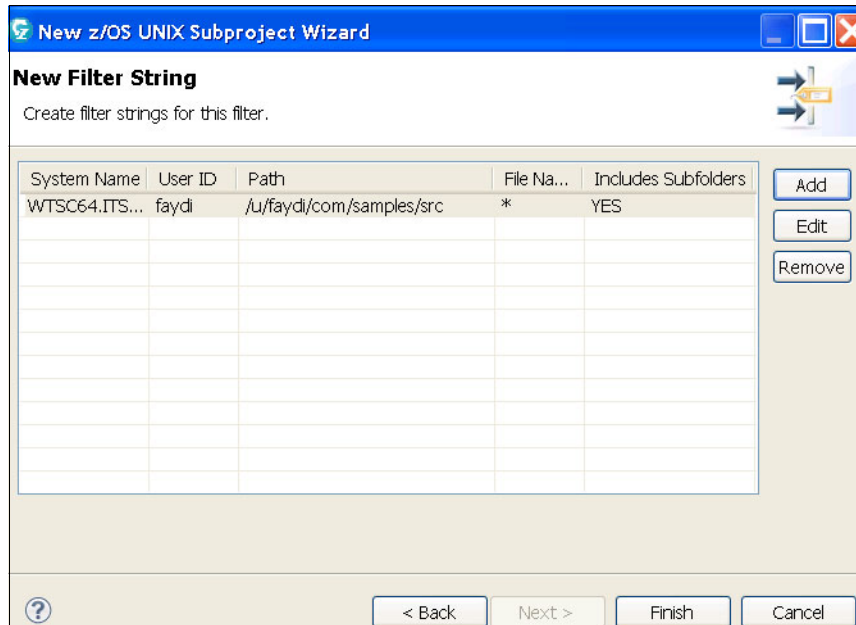 New z/OS UNIX Subproject Wizard
New Filter String
Create filter strings for this filter.
System Name User ID Path File Na... Includes Subfolders
WTSC64.ITS... faydi /u/faydi/com/samples/src * YES
Add
Edit
Remove
? < Back Next > Finish Cancel